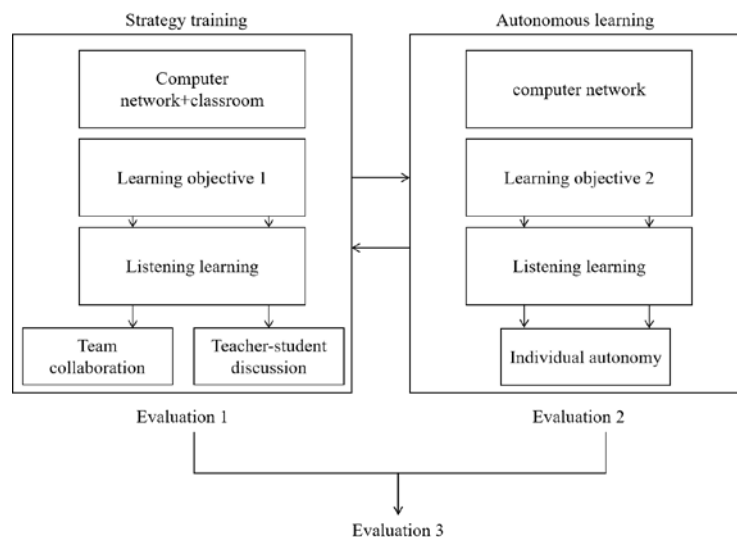 Strategy training
Computer
network+classroom
Learning objective 1
Listening learning
Team
collaboration
Teacher-student
discussion
Evaluation 1
Autonomous learning
computer network
Learning objective 2
Listening learning
Individual autonomy
Evaluation 2
Evaluation 3